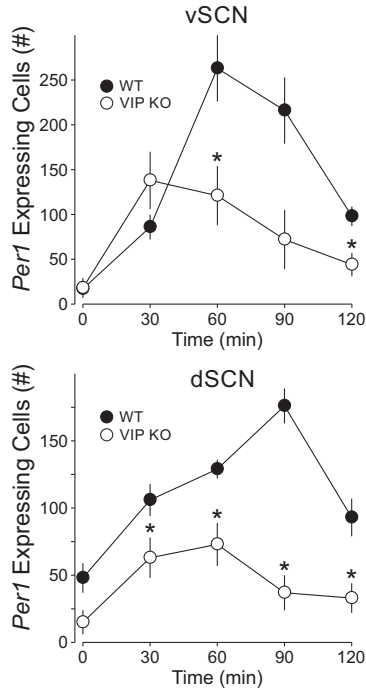 vSCN
Per1 Expressing Cells (#)
250
200
150
100
50
0
WT
VIP KO
*
*
0 30 60 90 120
Time (min)
dSCN
Per1 Expressing Cells (#)
150
100
50
0
WT
VIP KO
* * * *
0 30 60 90 120
Time (min)